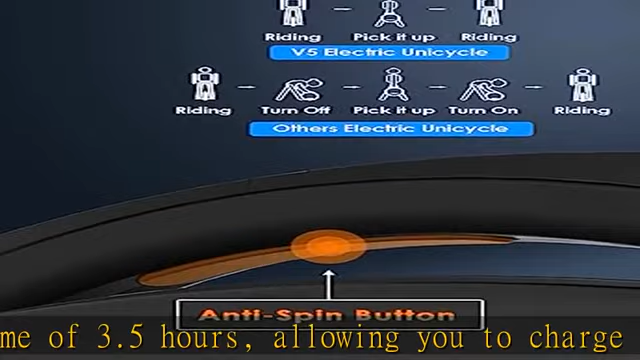 Riding Pick it up Riding
V5 Electric Unicycle
Riding Turn Off Pick it up Turn On Riding
Others Electric Unicycle
Anti-Spin Button
me of 3.5 hours, allowing you to charge